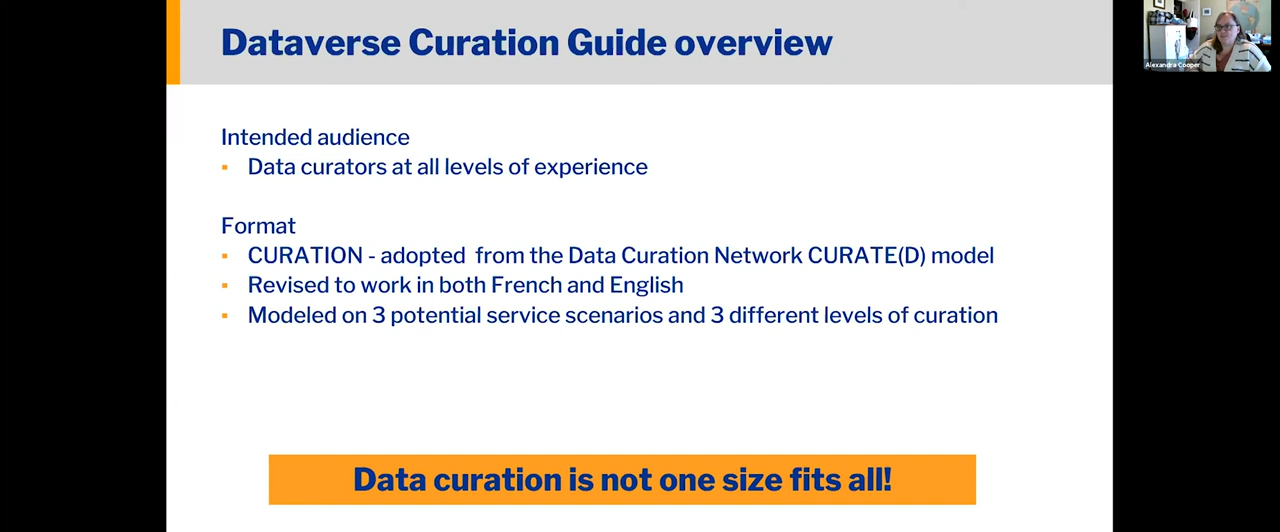 Dataverse Curation Guide overview
Alexandra Cooper
Intended audience
▪ Data curators at all levels of experience
Format
▪ CURATION - adopted from the Data Curation Network CURATE(D) model
▪ Revised to work in both French and English
▪ Modeled on 3 potential service scenarios and 3 different levels of curation
Data curation is not one size fits all!